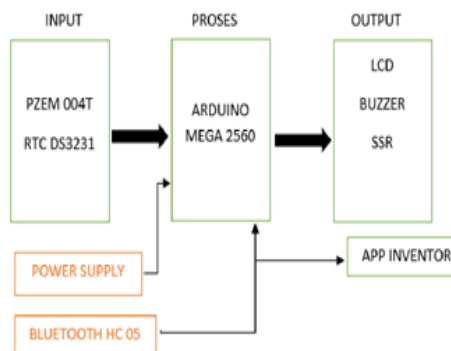 INPUT
PROSES
OUTPUT
PZEM 004T
RTC DS3231
ARDUINO
MEGA 2560
LCD
BUZZER
SSR
POWER SUPPLY
APP INVENTOR
BLUETOOTH HC 05